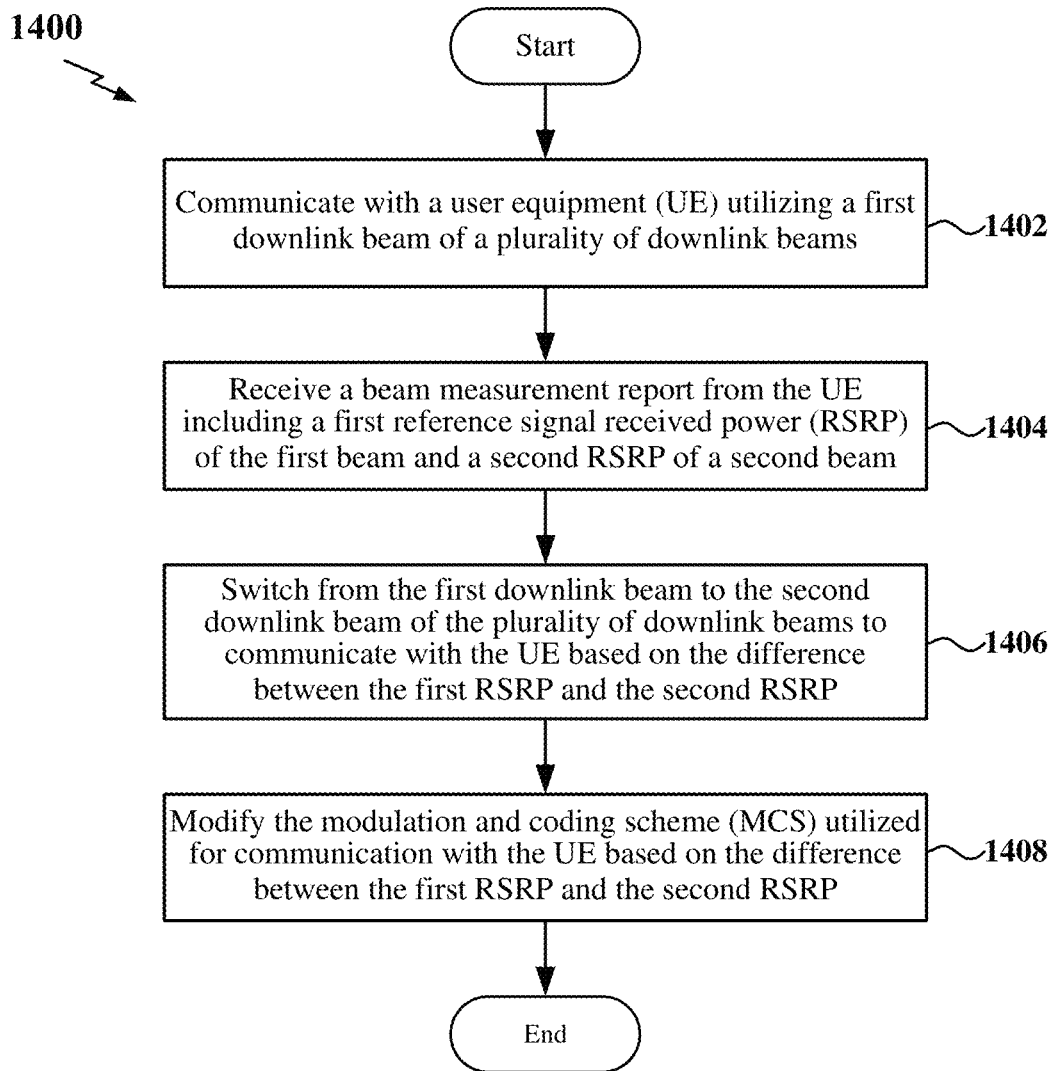 1400
Start
Communicate with a user equipment (UE) utilizing a first
downlink beam of a plurality of downlink beams
1402
Receive a beam measurement report from the UE
including a first reference signal received power (RSRP)
of the first beam and a second RSRP of a second beam
1404
Switch from the first downlink beam to the second
downlink beam of the plurality of downlink beams to
communicate with the UE based on the difference
between the first RSRP and the second RSRP
1406
Modify the modulation and coding scheme (MCS) utilized
for communication with the UE based on the difference
between the first RSRP and the second RSRP
1408
End